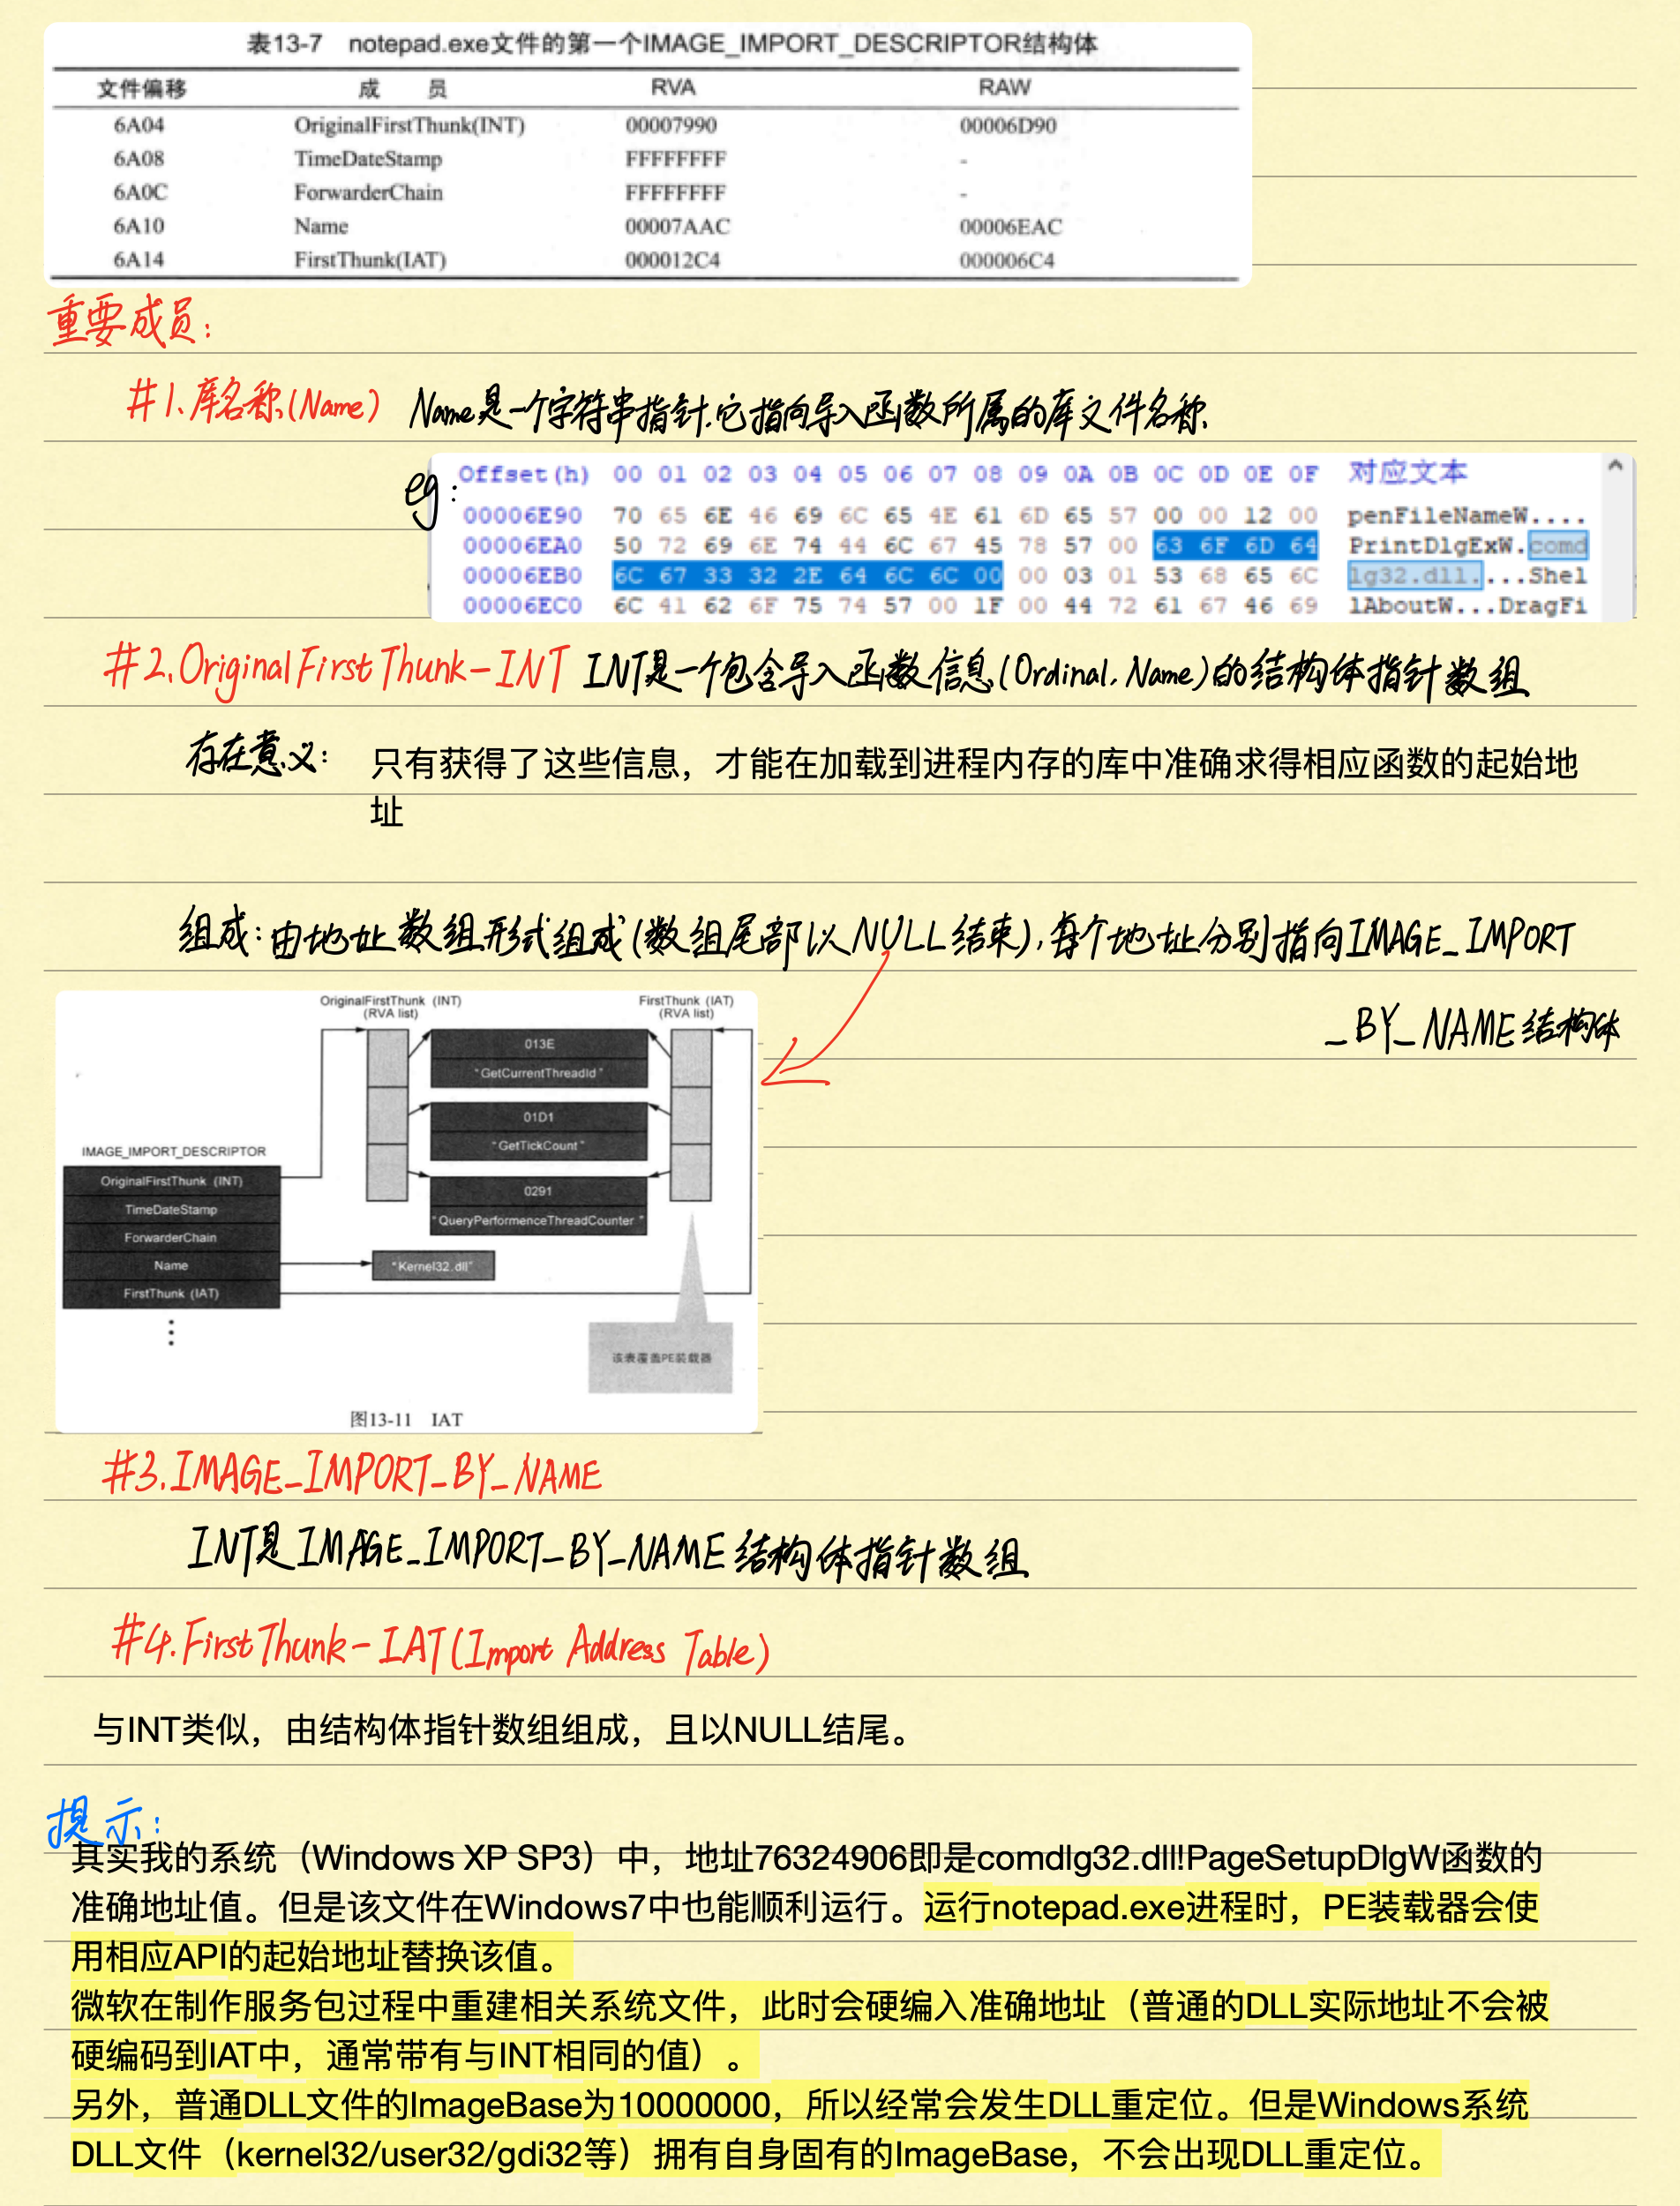 表13-7 notepad.exe文件的第一个IMAGE_IMPORT_DESCRIPTOR结构体
文件偏移 成 员 RVA RAW
6A04 OriginalFirstThunk(INT) 00007990 00006D90
6A08 TimeDateStamp FFFFFFFF -
6A0C ForwarderChain FFFFFFFF -
6A10 Name 00007AAC 00006EAC
6A14 FirstThunk(IAT) 000012C4 000006C4
重要成员：
#1.库名称(Name) Name是一个字符串指针.它指向导入函数所属的库文件名称.
eg:
Offset(h) 00 01 02 03 04 05 06 07 08 09 0A 0B 0C 0D 0E 0F 对应文本
00006E90 70 65 6E 46 69 6C 65 4E 61 6D 65 57 00 00 12 00 penFileNameW....
00006EA0 50 72 69 6E 74 44 6C 67 45 78 57 00 63 6F 6D 64 PrintDlgExW.comd
00006EB0 6C 67 33 32 2E 64 6C 6C 00 00 03 01 53 68 65 6C lg32.dll....Shel
00006EC0 6C 41 62 6F 75 74 57 00 1F 00 44 72 61 67 46 69 lAboutW...DragFi
#2.OriginalFirstThunk-INT INT是一个包含导入函数信息(Ordinal, Name)的结构体指针数组
存在意义： 只有获得了这些信息，才能在加载到进程内存的库中准确求得相应函数的起始地
址
组成：由地址数组形式组成(数组尾部以NULL结束),每个地址分别指向IMAGE_IMPORT
_BY_NAME结构体
OriginalFirstThunk (INT)
(RVA list)
FirstThunk (IAT)
(RVA list)
013E
"GetCurrentThreadId"
01D1
"GetTickCount"
0291
"QueryPerformenceThreadCounter"
IMAGE_IMPORT_DESCRIPTOR
OriginalFirstThunk (INT)
TimeDateStamp
ForwarderChain
Name
FirstThunk (IAT)
"Kernel32.dll"
该表覆盖PE装载器
图13-11 IAT
#3.IMAGE_IMPORT_BY_NAME
INT是IMAGE_IMPORT_BY_NAME结构体指针数组
#4.FirstThunk-IAT(Import Address Table)
与INT类似，由结构体指针数组组成，且以NULL结尾。
提示：
其实我的系统（Windows XP SP3）中，地址76324906即是comdlg32.dll!PageSetupDlgW函数的
准确地址值。但是该文件在Windows7中也能顺利运行。运行notepad.exe进程时，PE装载器会使
用相应API的起始地址替换该值。
微软在制作服务包过程中重建相关系统文件，此时会硬编入准确地址（普通的DLL实际地址不会被
硬编码到IAT中，通常带有与INT相同的值）。
另外，普通DLL文件的ImageBase为10000000，所以经常会发生DLL重定位。但是Windows系统
DLL文件（kernel32/user32/gdi32等）拥有自身固有的ImageBase，不会出现DLL重定位。